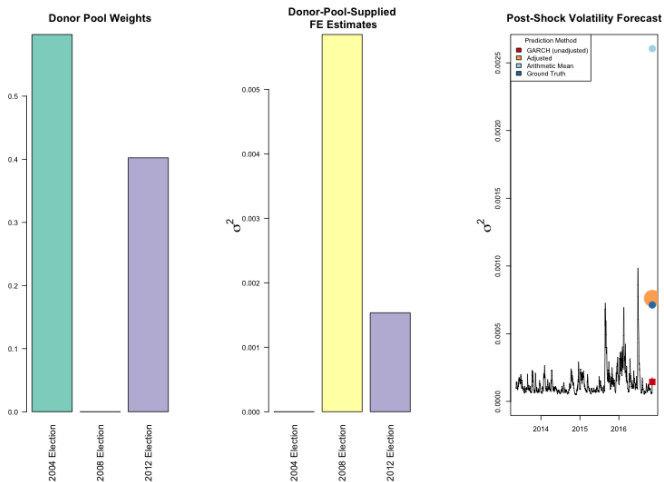 Donor Pool Weights
0.5
0.4
0.3
0.2
0.1
0.0
2004 Election
2008 Election
2012 Election
Donor-Pool-Supplied
FE Estimates
σ2
0.005
0.004
0.003
0.002
0.001
0.000
2004 Election
2008 Election
2012 Election
Post-Shock Volatility Forecast
Prediction Method
GARCH (unadjusted)
Adjusted
Arithmetic Mean
Ground Truth
σ2
0.0025
0.0020
0.0015
0.0010
0.0005
0.0000
2014
2015
2016